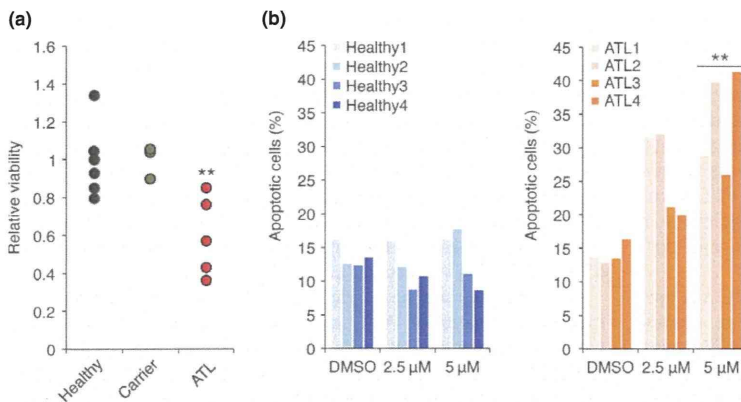 (a)
1.6
1.4
1.2
1
0.8
0.6
0.4
0.2
0
Relative viability
**
Healthy
Carrier
ATL
(b)
45
40
35
30
25
20
15
10
5
0
Apoptotic cells (%)
Healthy1
Healthy2
Healthy3
Healthy4
DMSO 2.5 μM 5 μM
45
40
35
30
25
20
15
10
5
0
Apoptotic cells (%)
ATL1
ATL2
ATL3
ATL4
**
DMSO 2.5 μM 5 μM